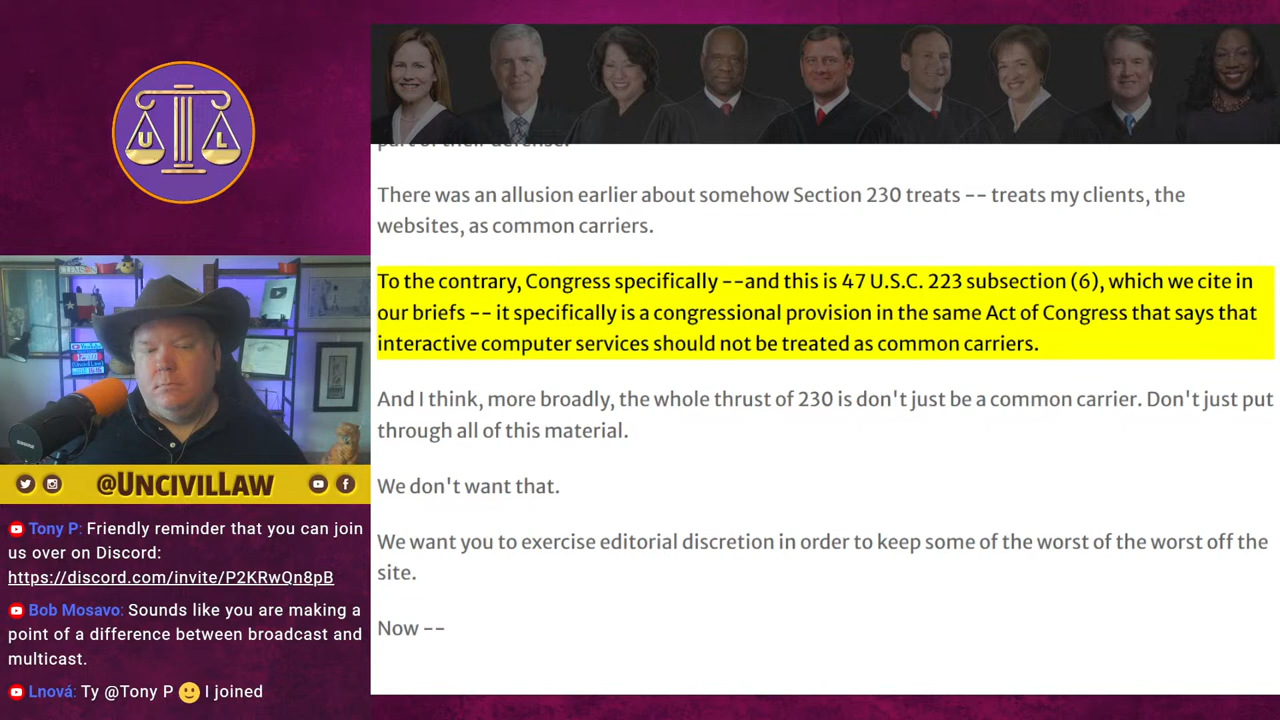 U L
part of their defense.
There was an allusion earlier about somehow Section 230 treats -- treats my clients, the
websites, as common carriers.
To the contrary, Congress specifically --and this is 47 U.S.C. 223 subsection (6), which we cite in
our briefs -- it specifically is a congressional provision in the same Act of Congress that says that
interactive computer services should not be treated as common carriers.
And I think, more broadly, the whole thrust of 230 is don't just be a common carrier. Don't just put
through all of this material.
We don't want that.
We want you to exercise editorial discretion in order to keep some of the worst of the worst off the
site.
Now --
@UNCIVILLAW
Tony P: Friendly reminder that you can join
us over on Discord:
https://discord.com/invite/P2KRwQn8pB
Bob Mosavo: Sounds like you are making a
point of a difference between broadcast and
multicast.
Lnová: Ty @Tony P 🙂 I joined